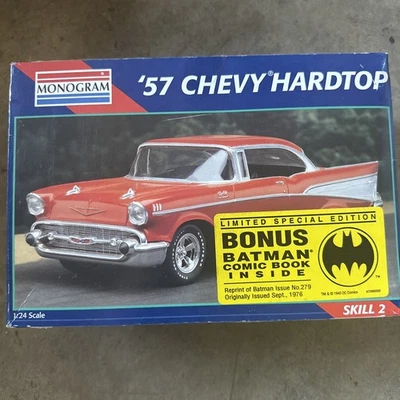 MONOGRAM
'57 CHEVY® HARDTOP
LIMITED SPECIAL EDITION
BONUS
BATMAN
COMIC BOOK
INSIDE
Reprint of Batman Issue No.279
Originally Issued Sept., 1976
1:24 Scale
SKILL 2